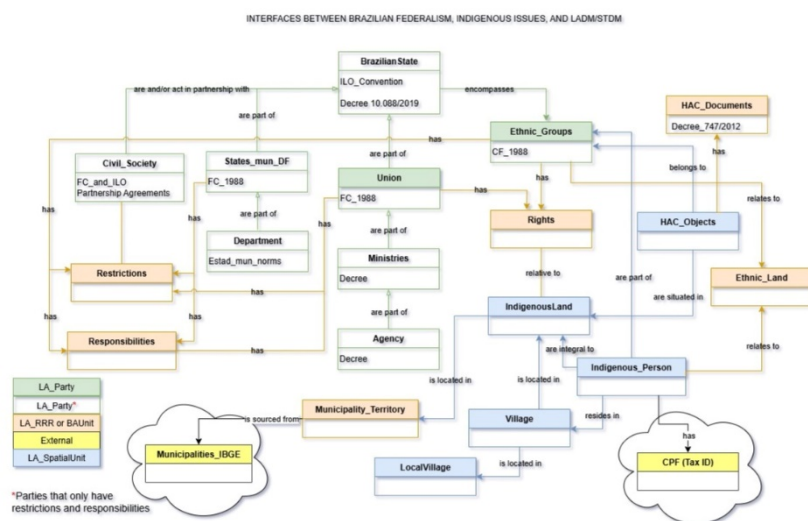 INTERFACES BETWEEN BRAZILIAN FEDERALISM, INDIGENOUS ISSUES, AND LADM/STDM
BrazilianState
ILO_Convention
Decree 10.088/2019
are and/or act in partnership with
encompasses
are part of
HAC_Documents
Decree_747/2012
Ethnic_Groups
CF_1988
has
Civil_Society
FC_and_ILO
Partnership Agreements
States_mun_DF
FC_1988
are part of
Union
FC_1988
has
has
belongs to
has
has
has
are part of
Department
Estad_mun_norms
Rights
HAC_Objects
relates to
are part of
Ministries
Decree
Restrictions
relative to
are part of
Ethnic_Land
has
has
are situated in
IndigenousLand
are part of
Responsibilities
has
Agency
Decree
are integral to
relates to
Indigenous_Person
is located in
is located in
LA_Party
LA_Party*
LA_RRR or BAUnit
External
LA_SpatialUnit
is sourced from
Municipality_Territory
Village
resides in
has
Municipalities_IBGE
CPF (Tax ID)
LocalVillage
is located in
*Parties that only have
restrictions and responsibilities